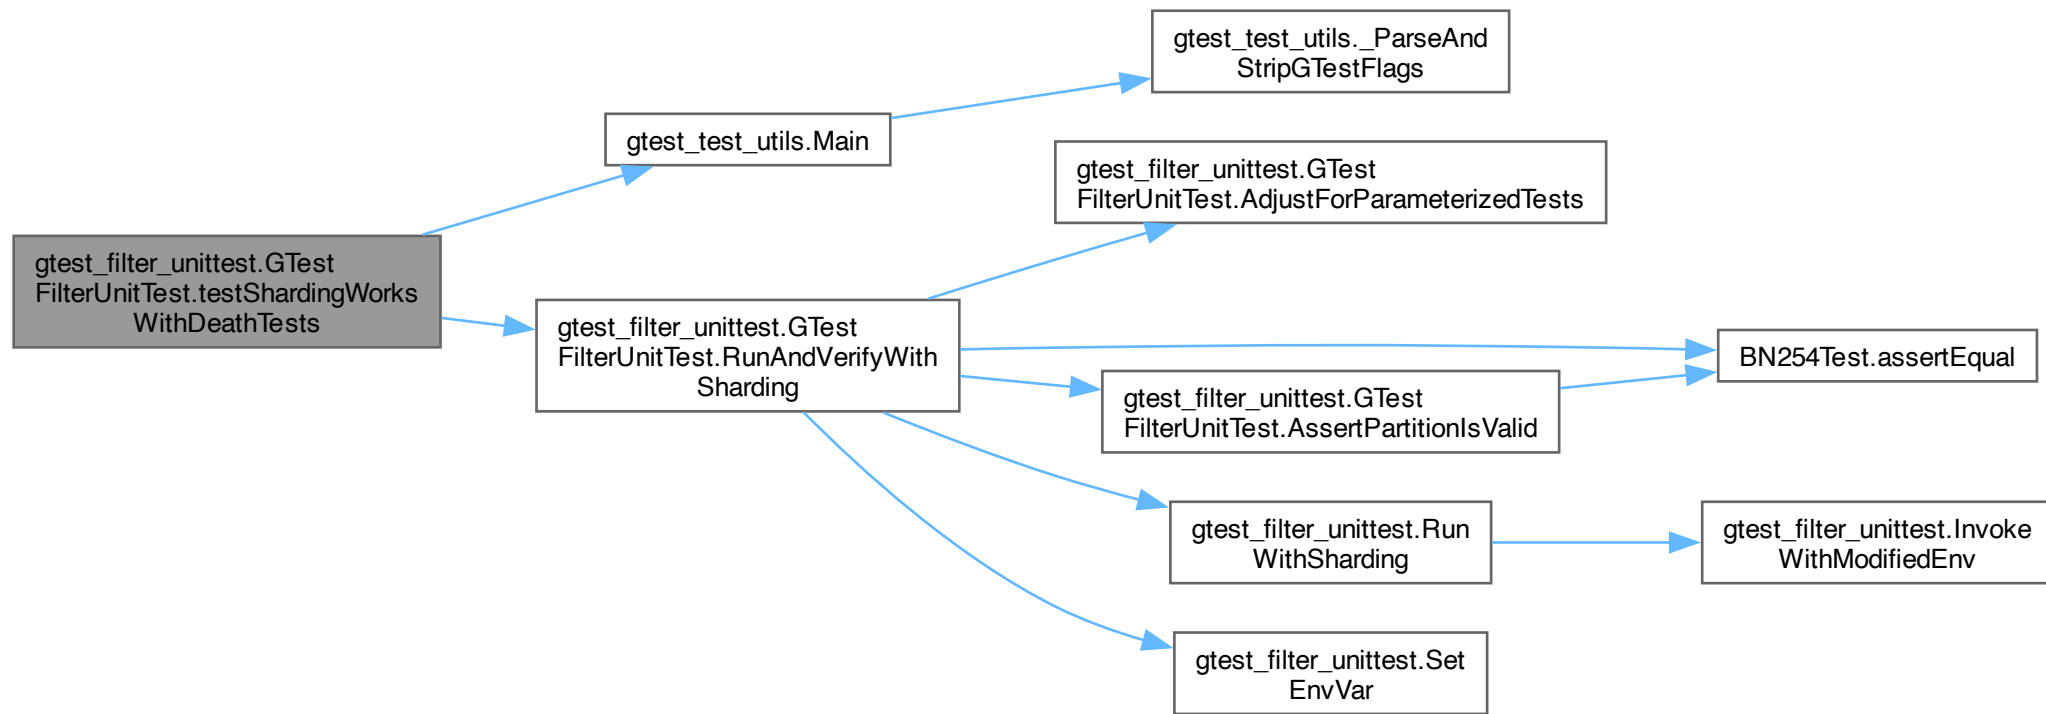 gtest_test_utils._ParseAnd
StripGTestFlags
gtest_test_utils.Main
gtest_filter_unittest.GTest
FilterUnitTest.AdjustForParameterizedTests
gtest_filter_unittest.GTest
FilterUnitTest.testShardingWorks
WithDeathTests
gtest_filter_unittest.GTest
FilterUnitTest.RunAndVerifyWith
Sharding
BN254Test.assertEqual
gtest_filter_unittest.GTest
FilterUnitTest.AssertPartitionIsValid
gtest_filter_unittest.Run
WithSharding
gtest_filter_unittest.Invoke
WithModifiedEnv
gtest_filter_unittest.Set
EnvVar